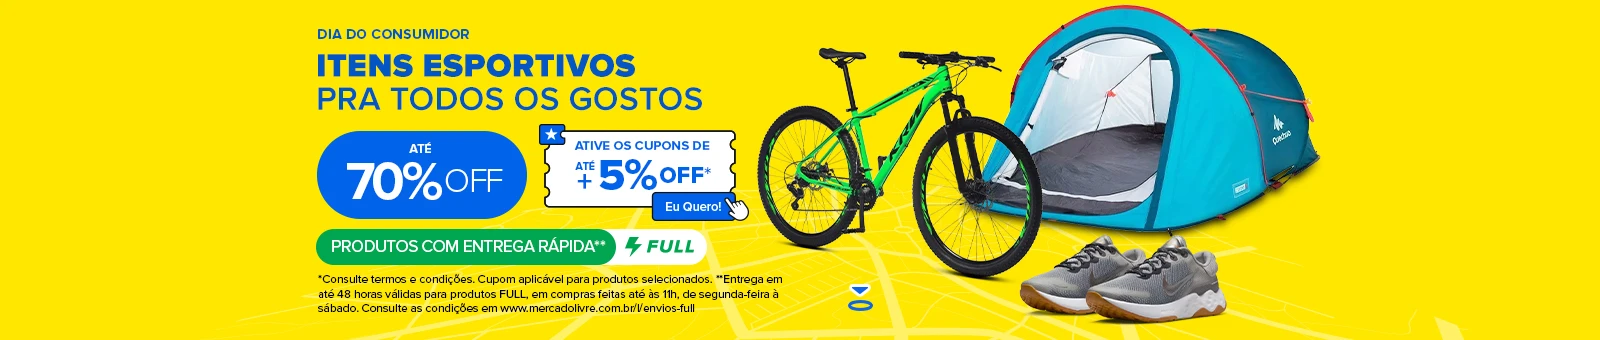 DIA DO CONSUMIDOR
ITENS ESPORTIVOS
PRA TODOS OS GOSTOS
ATÉ
70% OFF
ATIVE OS CUPONS DE
ATÉ
+ 5% OFF*
Eu Quero!
PRODUTOS COM ENTREGA RÁPIDA**
FULL
*Consulte termos e condições. Cupom aplicável para produtos selecionados. **Entrega em
até 48 horas válidas para produtos FULL, em compras feitas até às 11h, de segunda-feira à
sábado. Consulte as condições em www.mercadolivre.com.br/l/envios-full
KRW
Quechua